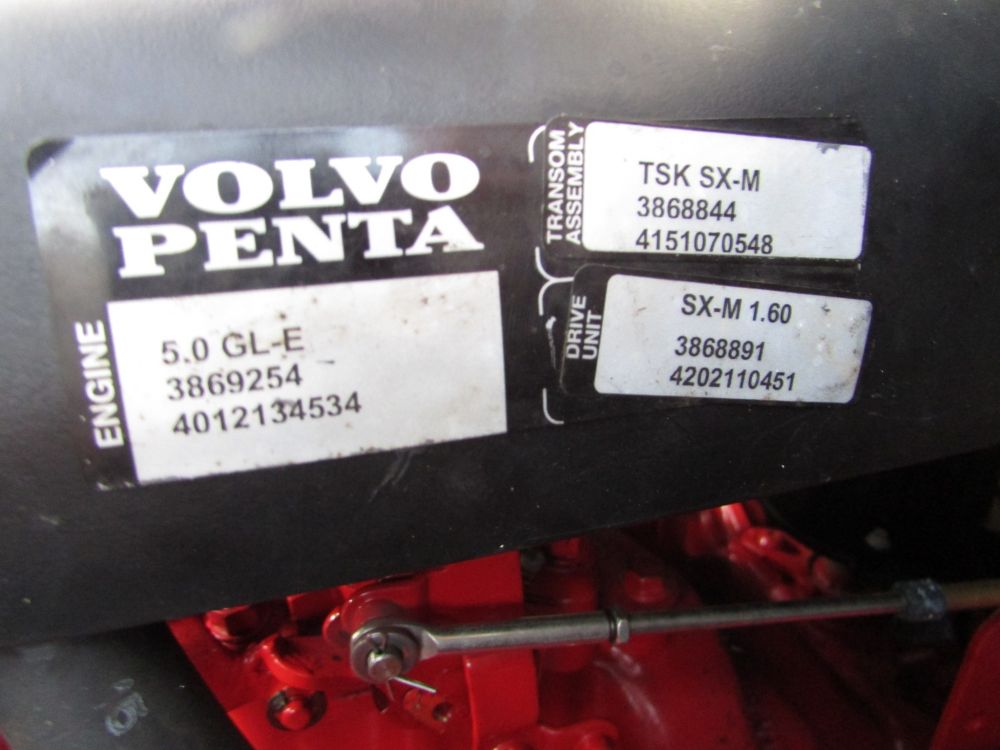 VOLVO
PENTA
ENGINE
5.0 GL-E
3869254
4012134534
TRANSOM
ASSEMBLY
TSK SX-M
3868844
4151070548
DRIVE
UNIT
SX-M 1.60
3868891
4202110451